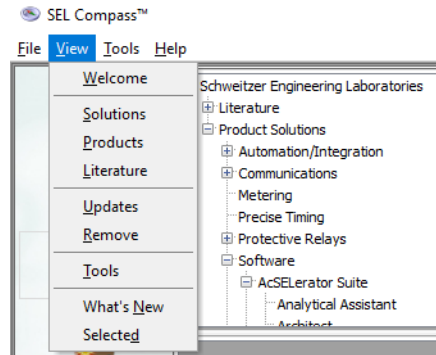 SEL Compass™
File View Tools Help
Welcome
Solutions
Products
Literature
Updates
Remove
Tools
What's New
Selected
Schweitzer Engineering Laboratories
Literature
Product Solutions
Automation/Integration
Communications
Metering
Precise Timing
Protective Relays
Software
AcSELerator Suite
Analytical Assistant
Architect